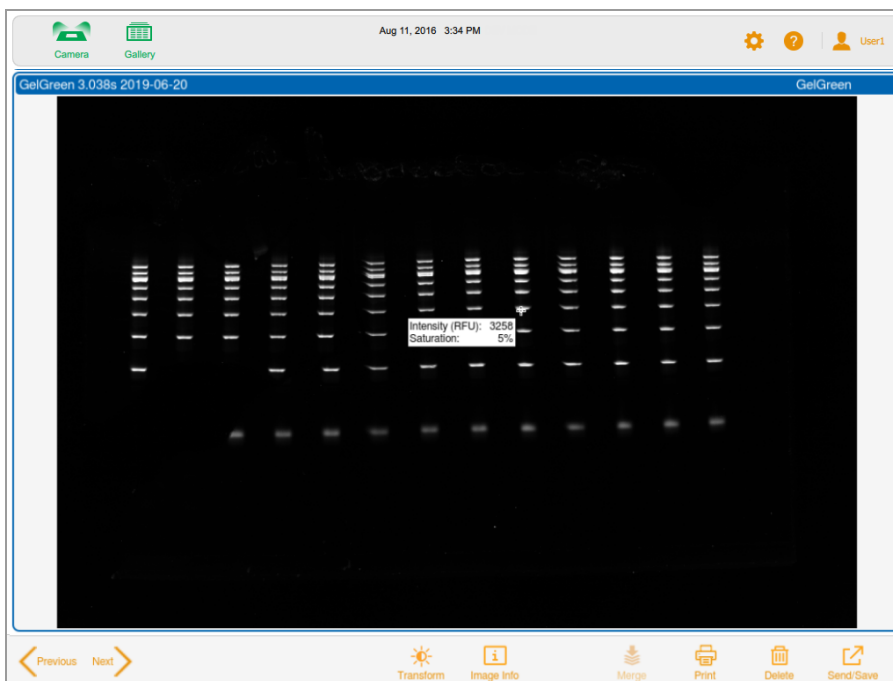 Aug 11, 2016 3:34 PM
Camera
Gallery
User1
GelGreen 3.038s 2019-06-20
GelGreen
Intensity (RFU): 3258
Saturation: 5%
Previous
Next
Transform
Image Info
Merge
Print
Delete
Send/Save